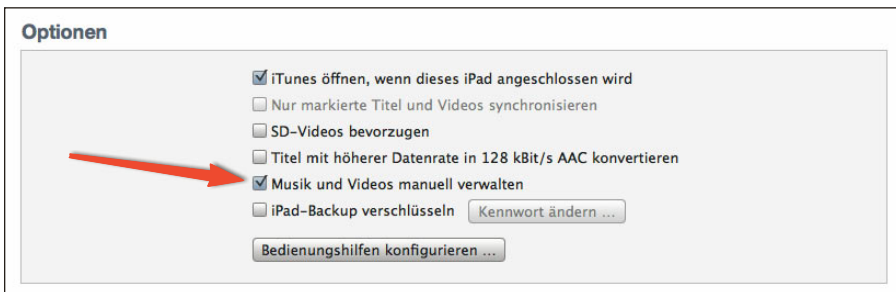 Optionen
iTunes öffnen, wenn dieses iPad angeschlossen wird
Nur markierte Titel und Videos synchronisieren
SD-Videos bevorzugen
Titel mit höherer Datenrate in 128 kBit/s AAC konvertieren
Musik und Videos manuell verwalten
iPad-Backup verschlüsseln Kennwort ändern ...
Bedienungshilfen konfigurieren ...